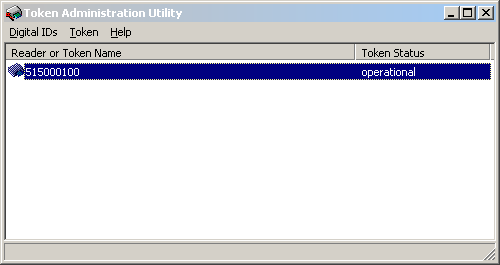 Token Administration Utility
Digital IDs Token Help
Reader or Token Name Token Status
515000100 operational